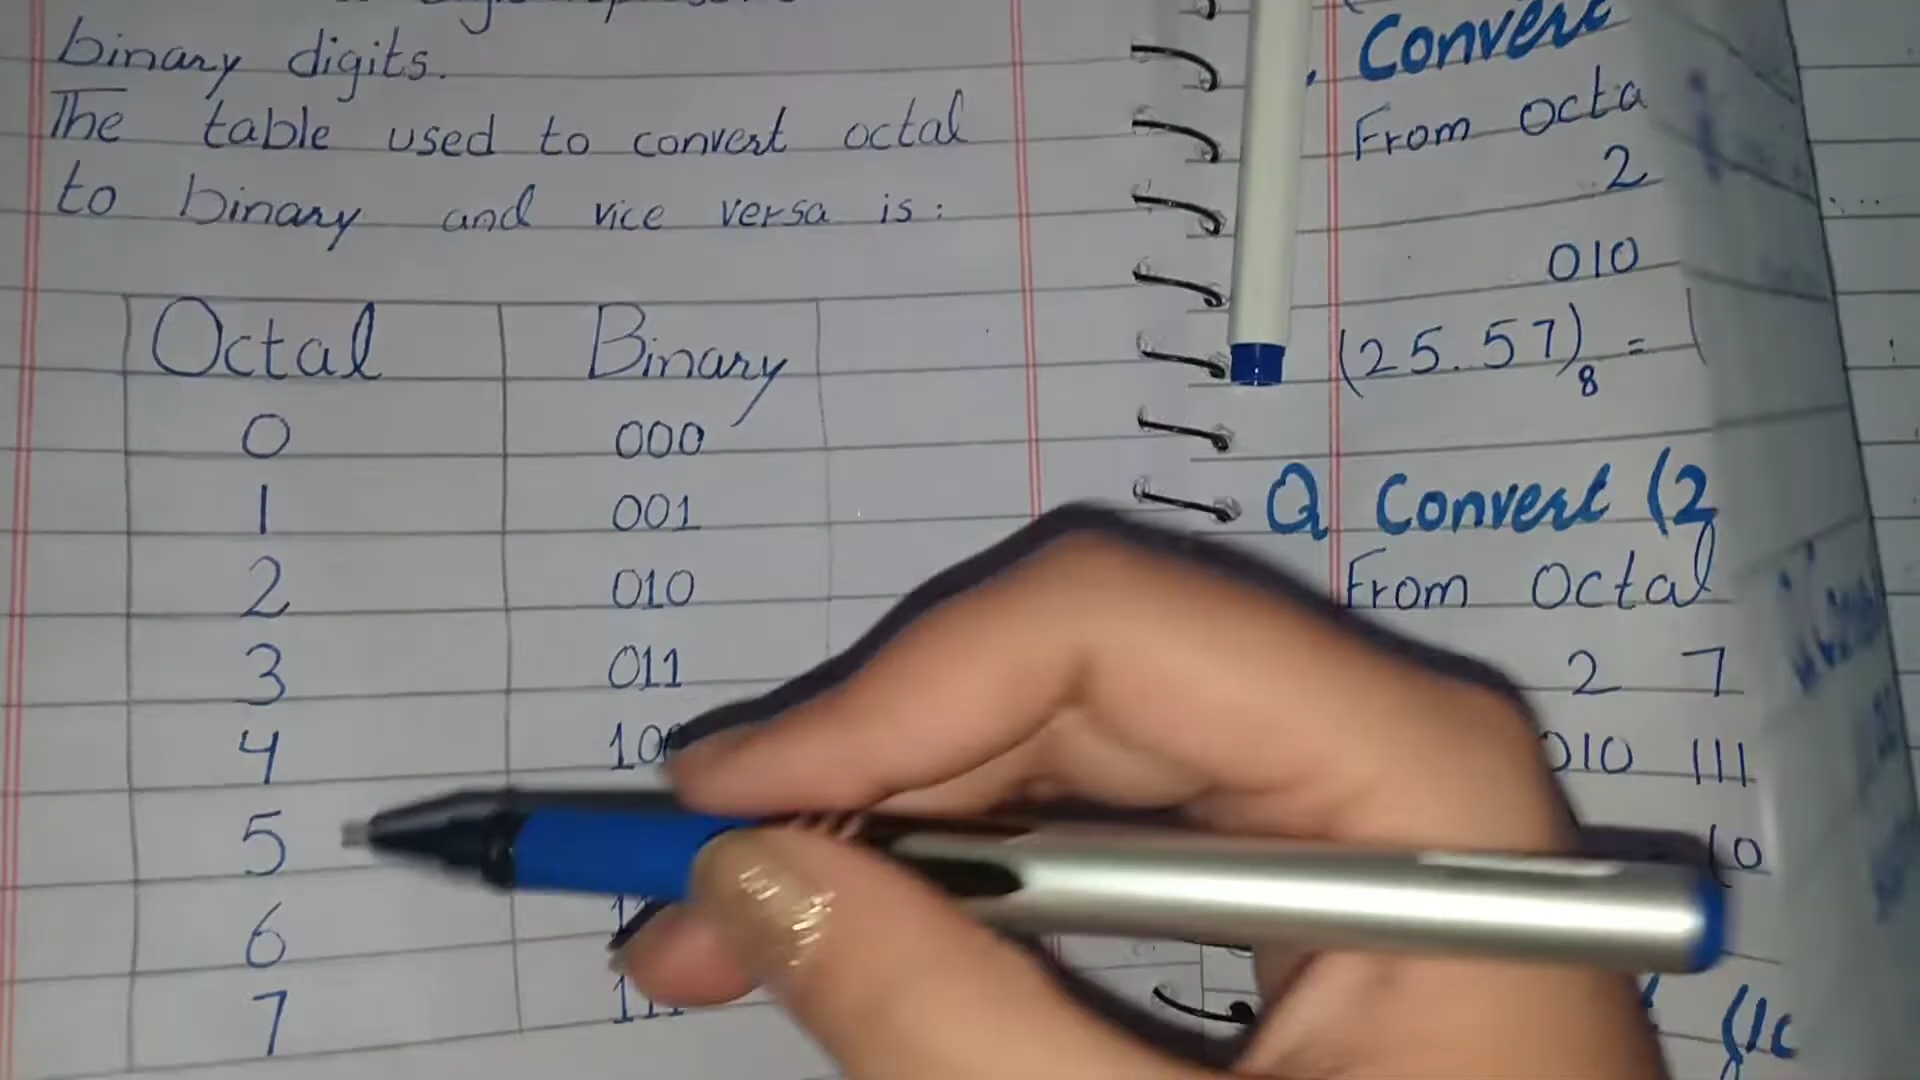 binary digits.
The table used to convert octal
to binary and vice versa is:
Octal Binary
0 000
1 001
2 010
3 011
4
5
6
7
Convert
From
2
010
(25.57)8 =
Q Convert (2
From Octal
2 7
010 111